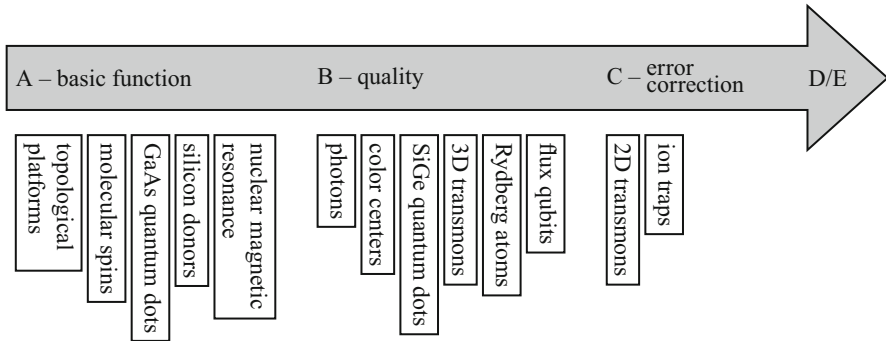 A – basic function
B – quality
C – error
correction
D/E
topological
platforms
molecular spins
GaAs quantum dots
silicon donors
nuclear magnetic
resonance
photons
color centers
SiGe quantum dots
3D transmons
Rydberg atoms
flux qubits
2D transmons
ion traps